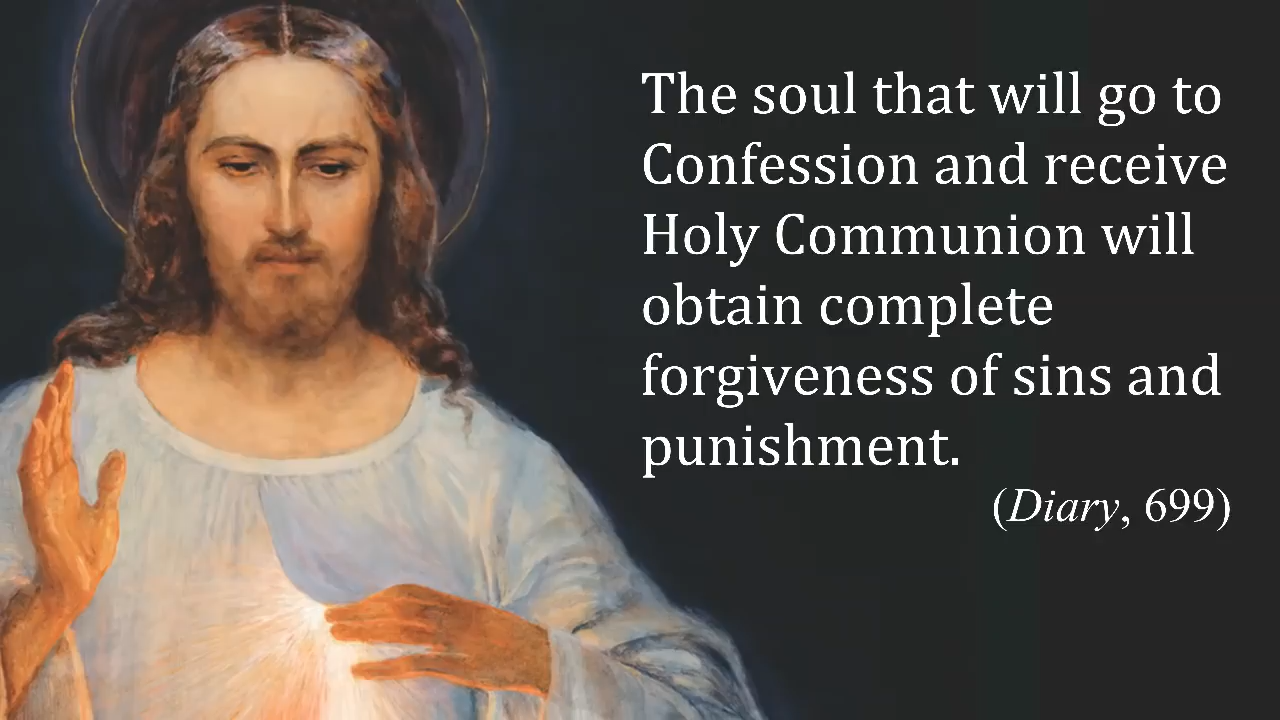 The soul that will go to
Confession and receive
Holy Communion will
obtain complete
forgiveness of sins and
punishment.
(Diary, 699)